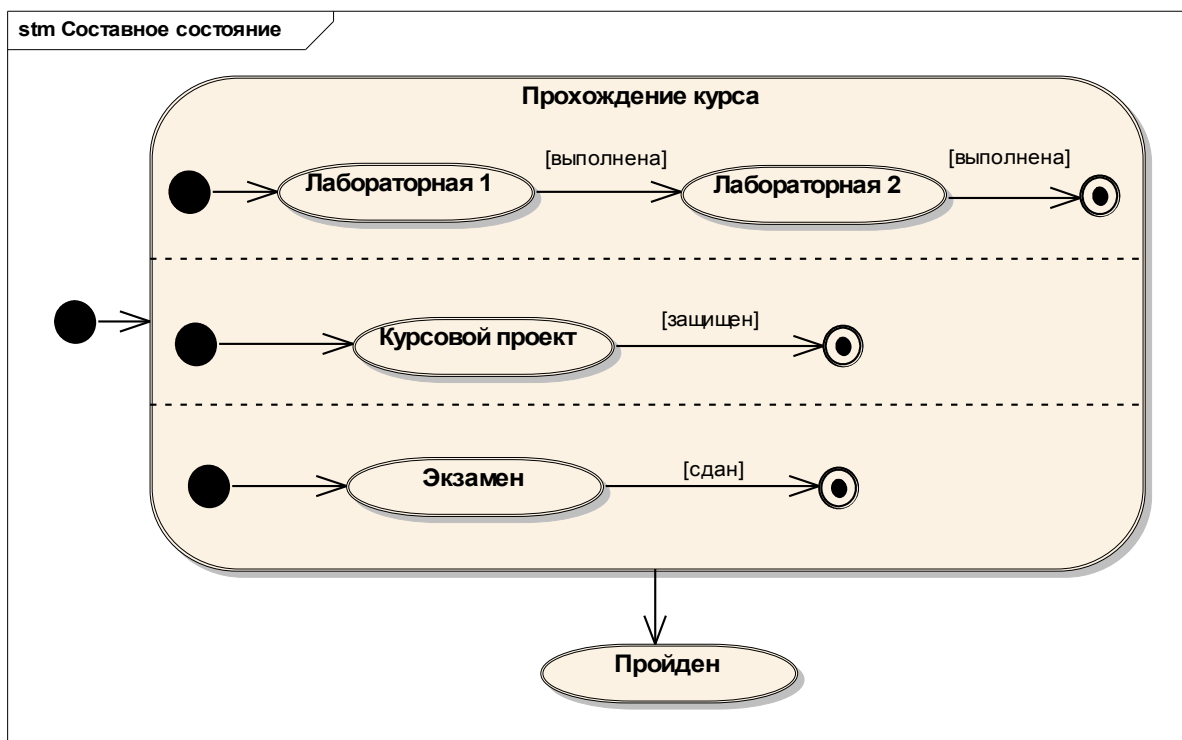 stm Составное состояние
Прохождение курса
[выполнена]
[выполнена]
Лабораторная 1
Лабораторная 2
[защищен]
Курсовой проект
[сдан]
Экзамен
Пройден